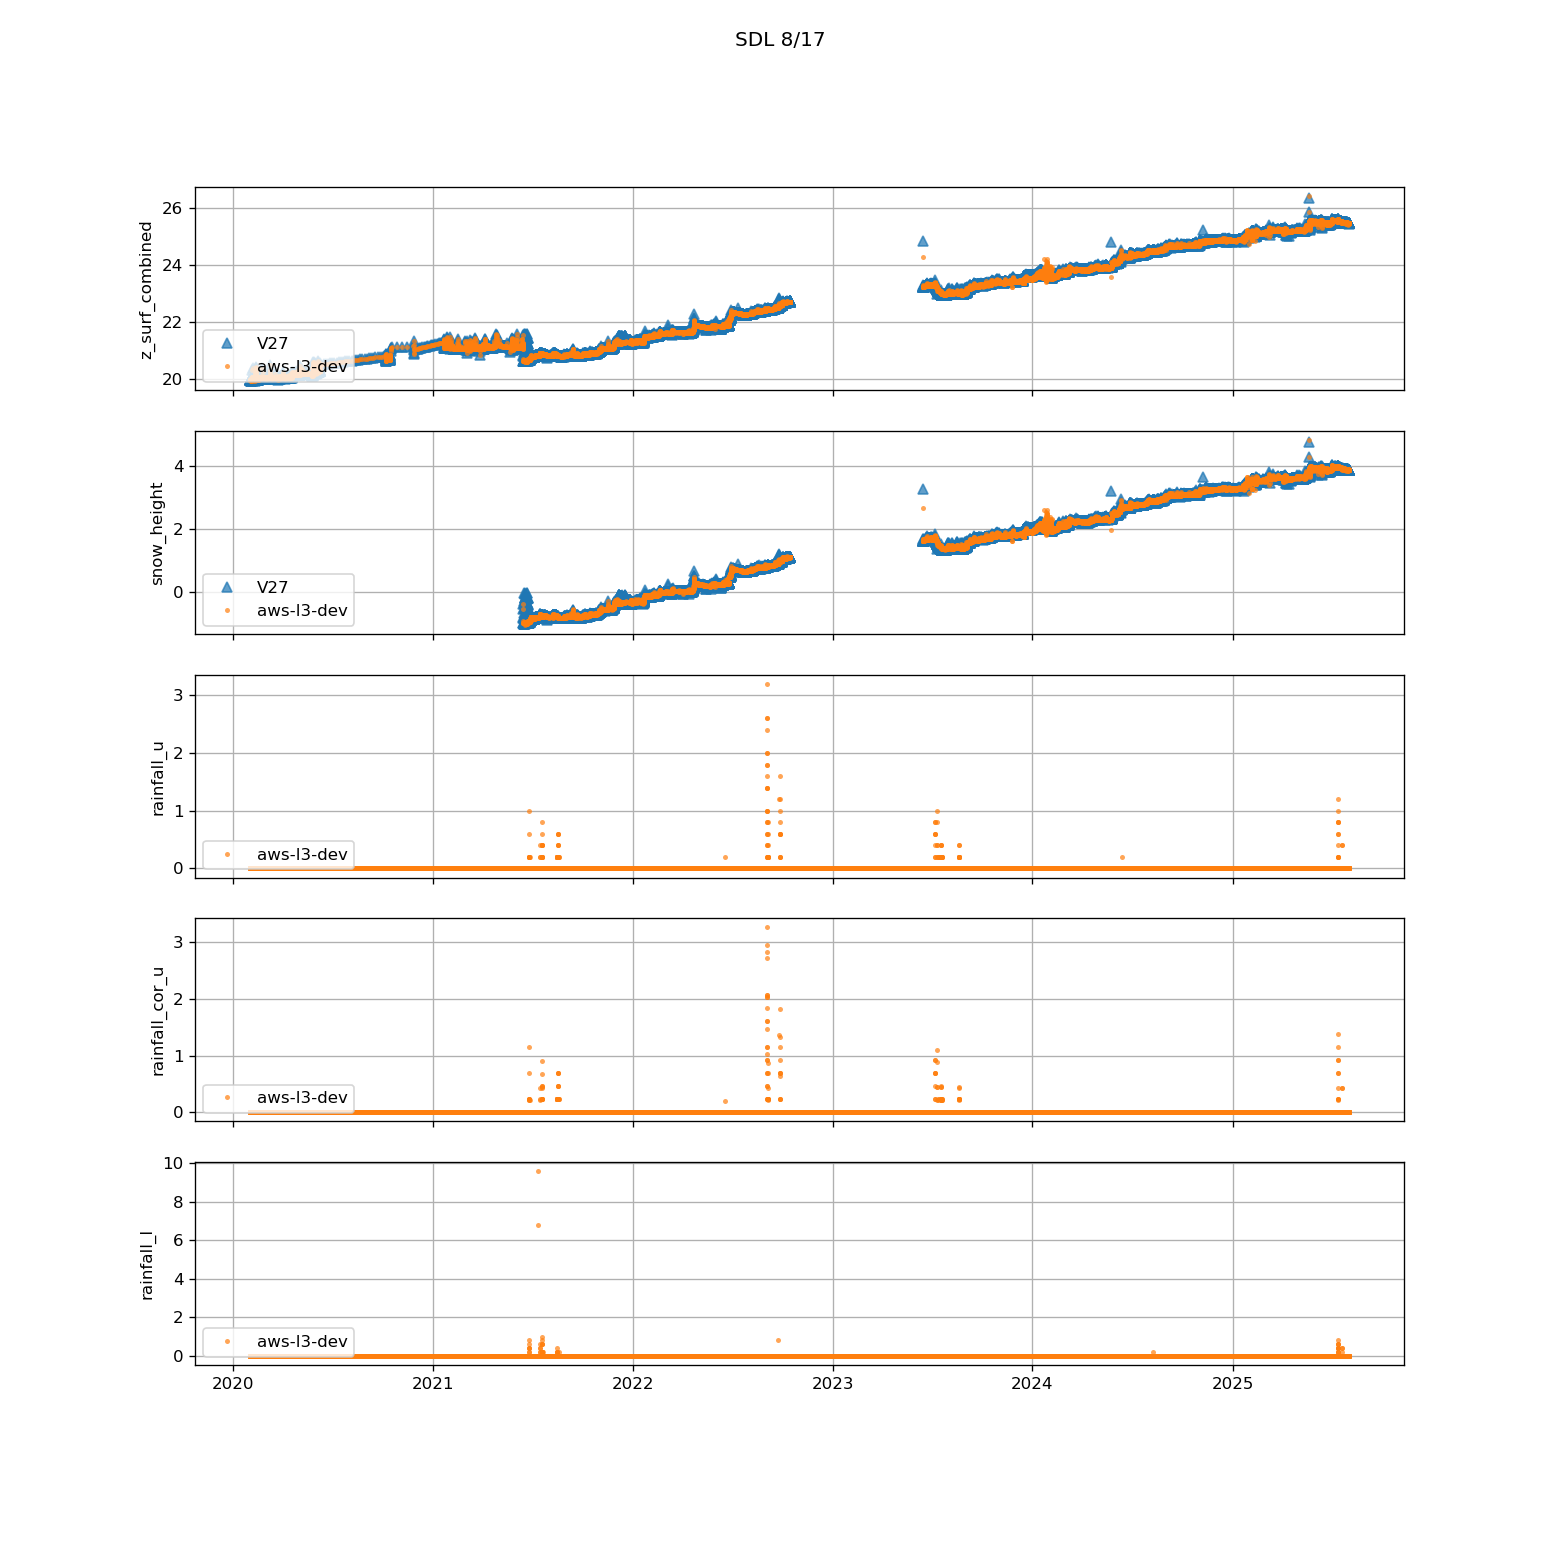 SDL 8/17
z_surf_combined
26
24
22
20
V27
aws-l3-dev
snow_height
4
2
0
V27
aws-l3-dev
rainfall_u
3
2
1
0
aws-l3-dev
rainfall_cor_u
3
2
1
0
aws-l3-dev
rainfall_l
10
8
6
4
2
0
aws-l3-dev
2020 2021 2022 2023 2024 2025